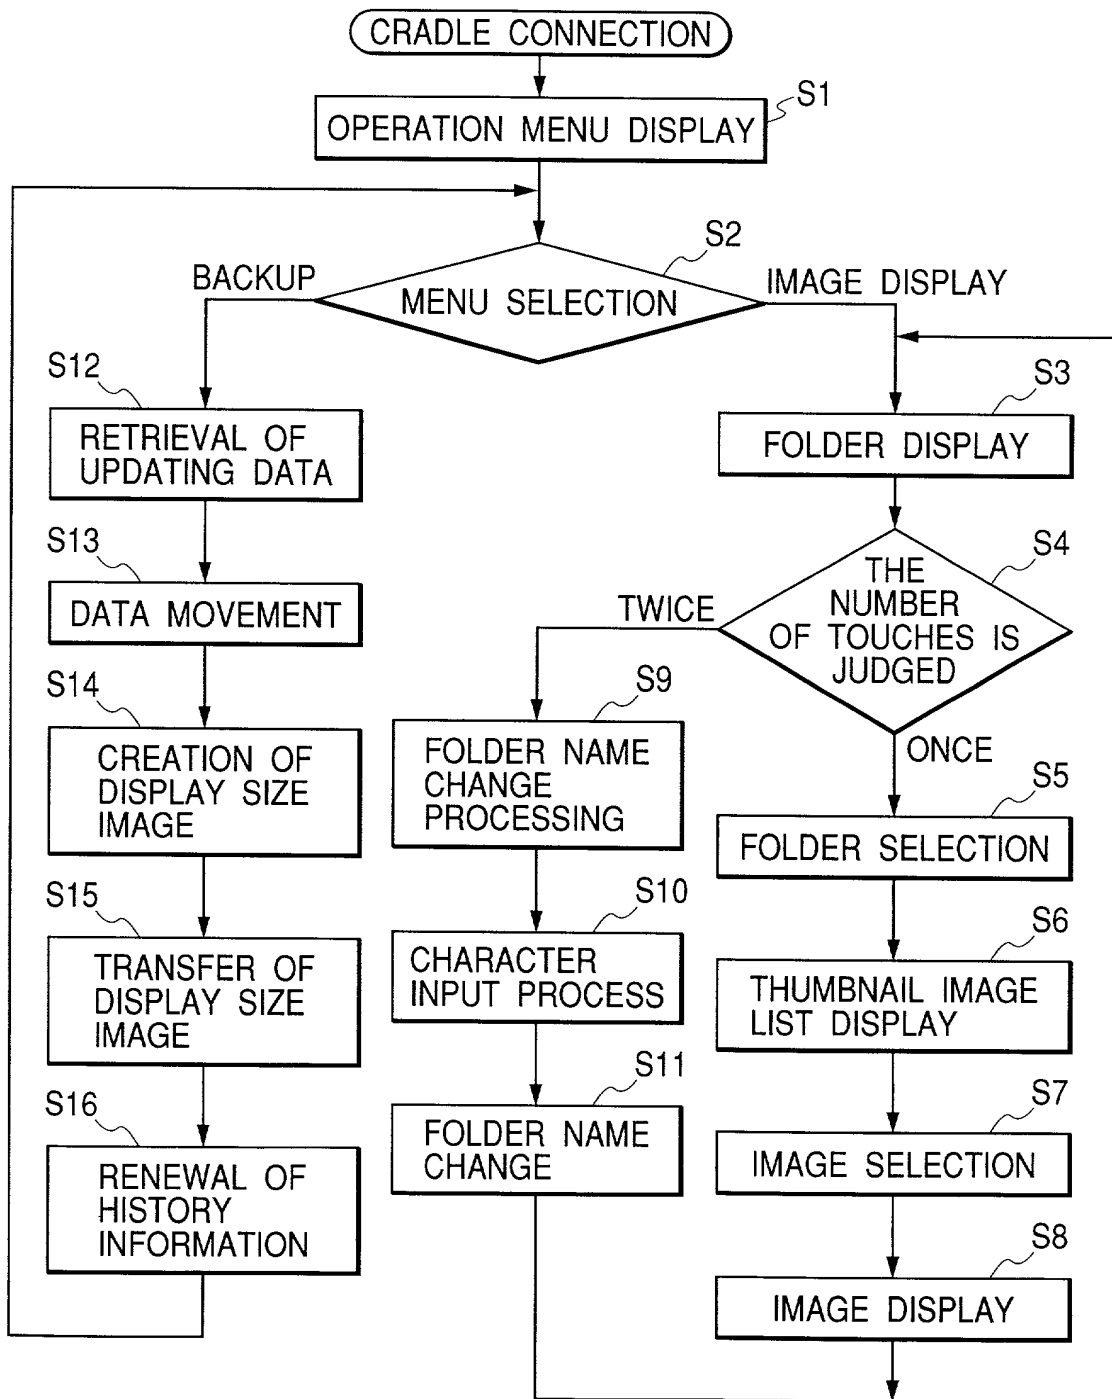 CRADLE CONNECTION
S1
OPERATION MENU DISPLAY
S2
BACKUP
MENU SELECTION
IMAGE DISPLAY
S12
RETRIEVAL OF
UPDATING DATA
S13
DATA MOVEMENT
S14
CREATION OF
DISPLAY SIZE
IMAGE
S15
TRANSFER OF
DISPLAY SIZE
IMAGE
S16
RENEWAL OF
HISTORY
INFORMATION
S3
FOLDER DISPLAY
S4
THE
NUMBER
OF TOUCHES IS
JUDGED
TWICE
ONCE
S9
FOLDER NAME
CHANGE
PROCESSING
S10
CHARACTER
INPUT PROCESS
S11
FOLDER NAME
CHANGE
S5
FOLDER SELECTION
S6
THUMBNAIL IMAGE
LIST DISPLAY
S7
IMAGE SELECTION
S8
IMAGE DISPLAY